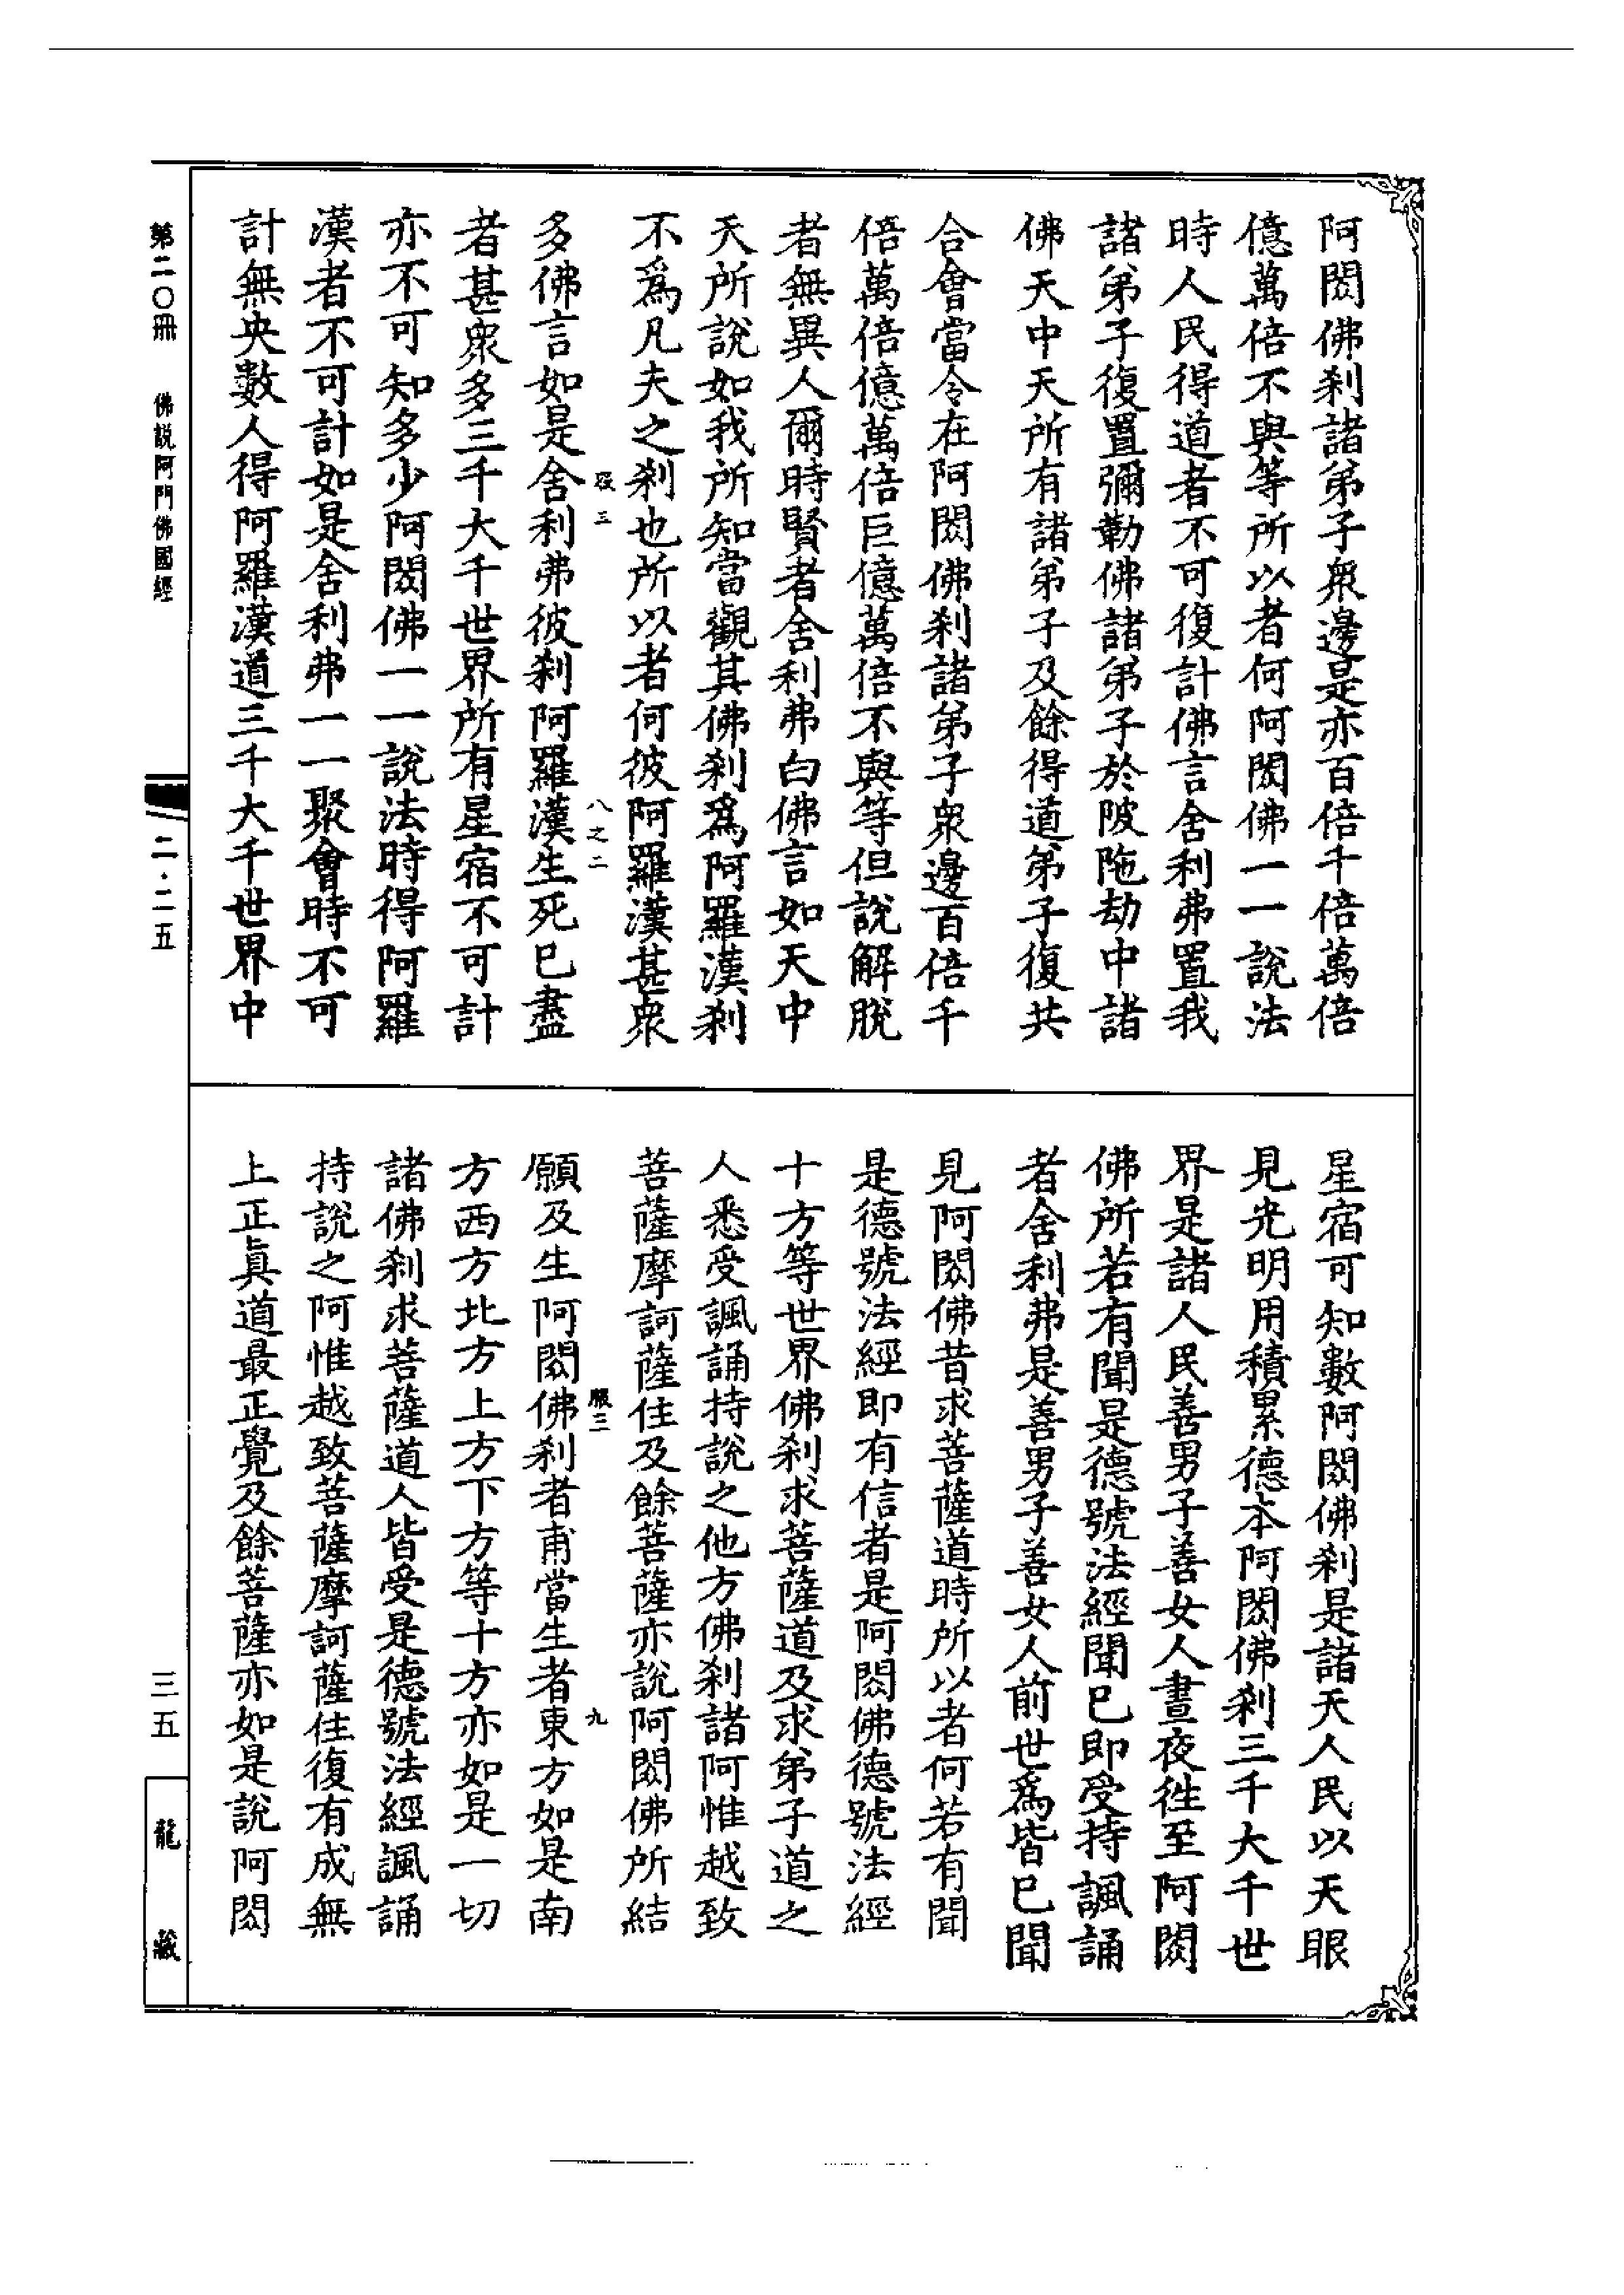 阿閦佛刹諸弟子衆邊是亦百倍千倍萬倍
億萬倍不與等所以者何阿閦佛一一說法
時人民得道者不可復計佛言舍利弗置我
諸弟子復置彌勒佛諸弟子於陂陁劫中諸
佛天中天所有諸弟子及餘得道弟子復共
合會當令在阿閦佛刹諸弟子衆邊百倍千
倍萬倍億萬倍巨億萬倍不與等但說解脫
者無異人爾時賢者舍利弗白佛言如天中
天所說如我所知當觀其佛刹爲阿羅漢刹
不爲凡夫之刹也所以者何彼阿羅漢甚衆
三
八之二
多佛言如是舍利弗彼刹阿羅漢生死已盡
者甚衆多三千大千世界所有星宿不可計
亦不可知多少阿閦佛一一說法時得阿羅
漢者不可計如是舍利弗一一聚會時不可
計無央數人得阿羅漢道三千大千世界中
星宿可知數阿閦佛刹是諸天人民以天眼
見光明用積累德本阿閦佛刹三千大千世
界是諸人民善男子善女人晝夜徃至阿閦
佛所若有聞是德號法經聞已即受持諷誦
者舍利弗是善男子善女人前世爲皆已聞
見阿閦佛昔求菩薩道時所以者何若有聞
是德號法經即有信者是阿閦佛德號法經
十方等世界佛刹求菩薩道及求弟子道之
人悉受諷誦持說之他方佛刹諸阿惟越致
菩薩摩訶薩住及餘菩薩亦說阿閦佛所結
三
九
願及生阿閦佛刹者甫當生者東方如是南
方西方北方上方下方等十方亦如是一切
諸佛刹求菩薩道人皆受是德號法經諷誦
持說之阿惟越致菩薩摩訶薩住復有成無
上正眞道最正覺及餘菩薩亦如是說阿閦
第二〇冊 佛説阿門佛國經
二·二五
三五
龍藏